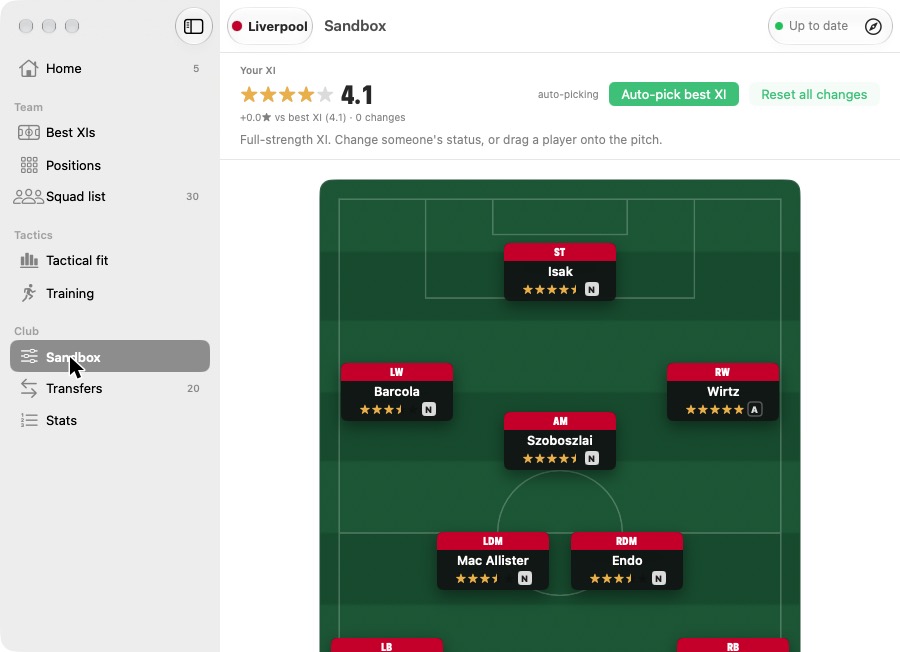 Liverpool
Sandbox
Up to date
Home 5
Team
Best XIs
Positions
Squad list 30
Tactics
Tactical fit
Training
Club
Sandbox
Transfers 20
Stats
Your XI
4.1
auto-picking
Auto-pick best XI
Reset all changes
+0.0★ vs best XI (4.1) · 0 changes
Full-strength XI. Change someone's status, or drag a player onto the pitch.
ST
Isak
N
LW
Barcola
N
RW
Wirtz
A
AM
Szoboszlai
N
LDM
Mac Allister
N
RDM
Endo
N
LB
RB